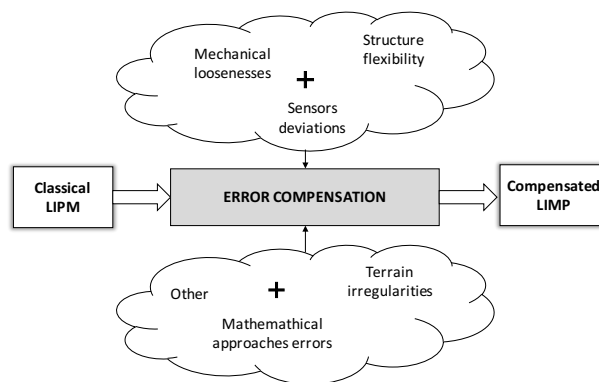 Mechanical
loosenesses
Structure
flexibility
+
Sensors
deviations
Classical
LIPM
ERROR COMPENSATION
Compensated
LIMP
Other
+
Terrain
irregularities
Mathemathical
approaches errors